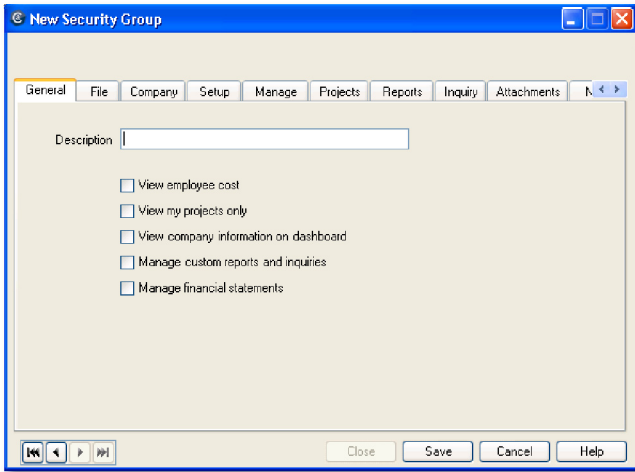 New Security Group
General File Company Setup Manage Projects Reports Inquiry Attachments
Description
View employee cost
View my projects only
View company information on dashboard
Manage custom reports and inquiries
Manage financial statements
Close Save Cancel Help